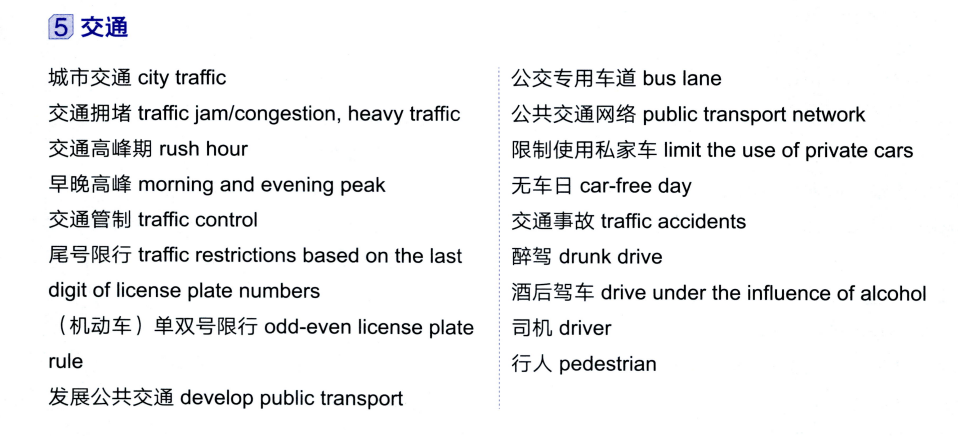 5 交通
城市交通 city traffic
交通拥堵 traffic jam/congestion, heavy traffic
交通高峰期 rush hour
早晚高峰 morning and evening peak
交通管制 traffic control
尾号限行 traffic restrictions based on the last
digit of license plate numbers
（机动车）单双号限行 odd-even license plate
rule
发展公共交通 develop public transport
公交专用车道 bus lane
公共交通网络 public transport network
限制使用私家车 limit the use of private cars
无车日 car-free day
交通事故 traffic accidents
醉驾 drunk drive
酒后驾车 drive under the influence of alcohol
司机 driver
行人 pedestrian